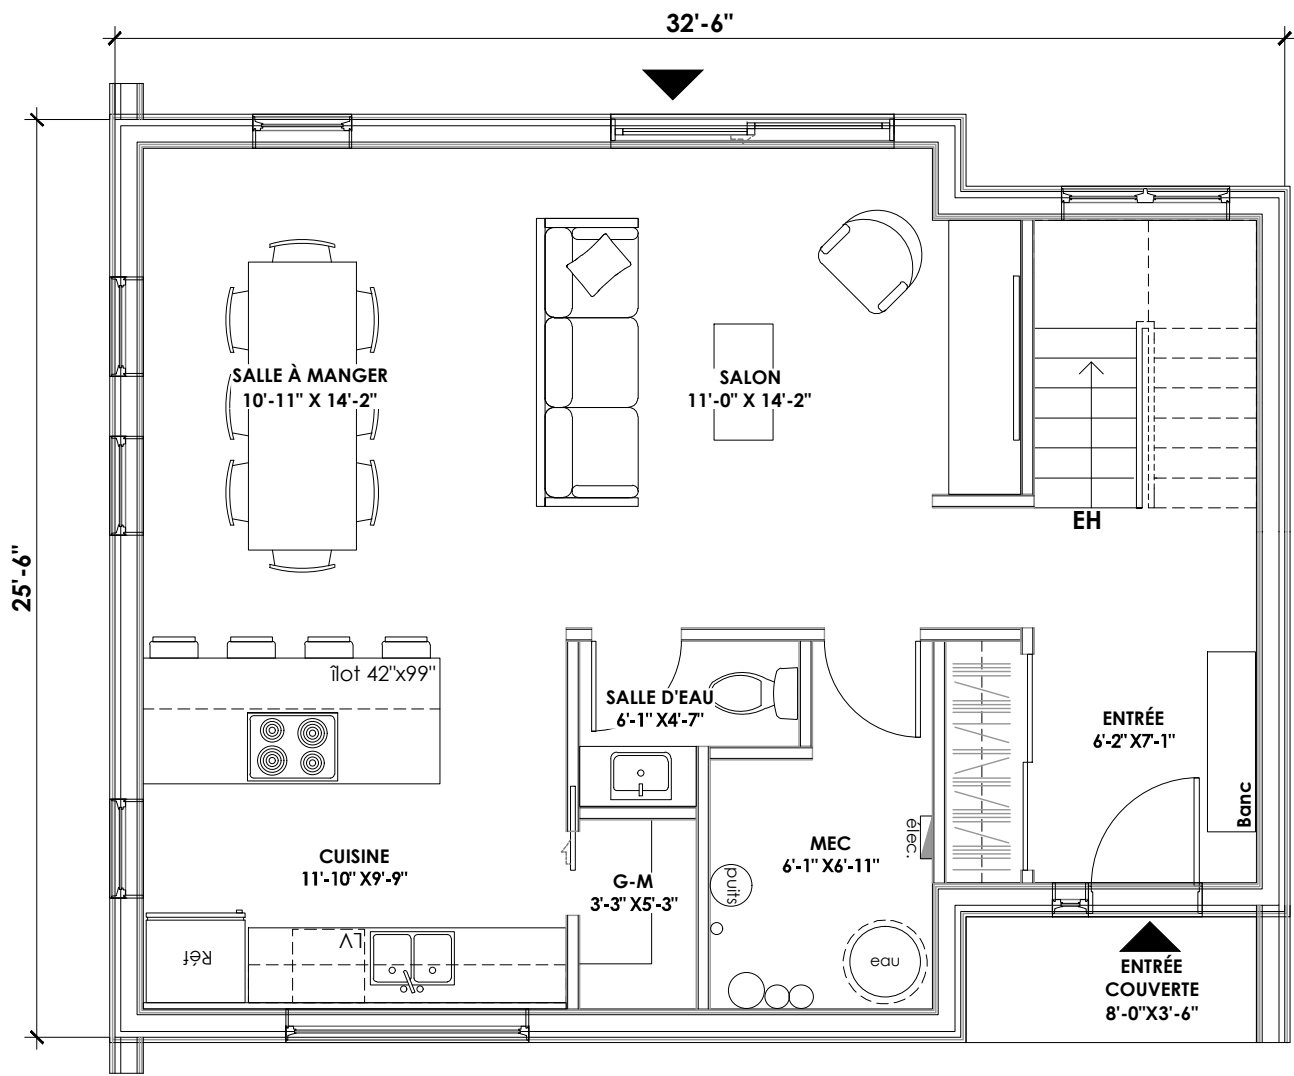 32'-6"
25'-6"
SALLE À MANGER
10'-11" X 14'-2"
SALON
11'-0" X 14'-2"
EH
îlot 42"x99"
SALLE D'EAU
6'-1" X4'-7"
ENTRÉE
6'-2" X7'-1"
Banc
élec.
MEC
6'-1" X6'-11"
CUISINE
11'-10" X9'-9"
G-M
3'-3" X5'-3"
puits
LV
Réf
eau
ENTRÉE
COUVERTE
8'-0"X3'-6"